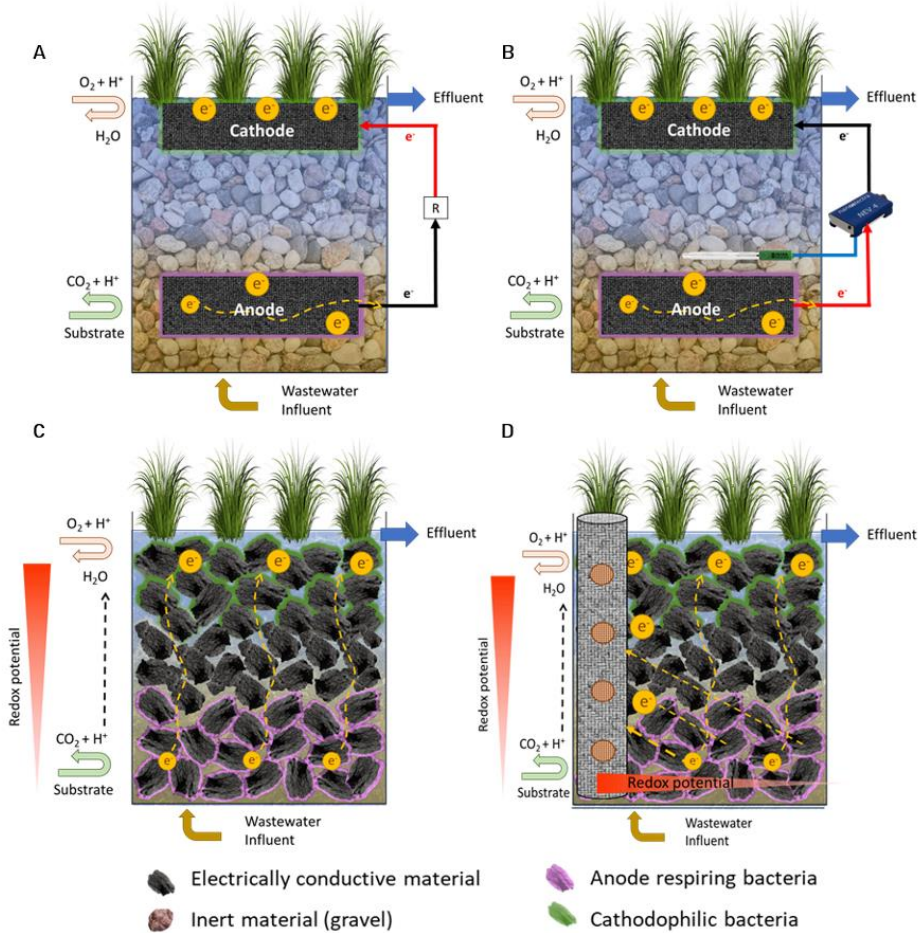 A
O₂ + H⁺
H₂O
CO₂ + H⁺
Substrate
e⁻
e⁻
e⁻
Cathode
e⁻
R
e⁻
e⁻
Anode
e⁻
e⁻
Effluent
Wastewater
Influent
B
O₂ + H⁺
H₂O
CO₂ + H⁺
Substrate
e⁻
e⁻
e⁻
Cathode
e⁻
NEV 4
e⁻
e⁻
Anode
e⁻
e⁻
Effluent
Wastewater
Influent
C
Redox potential
O₂ + H⁺
H₂O
CO₂ + H⁺
Substrate
e⁻
e⁻
e⁻
e⁻
e⁻
e⁻
Effluent
Wastewater
Influent
D
Redox potential
O₂ + H⁺
H₂O
CO₂ + H⁺
Substrate
e⁻
e⁻
e⁻
e⁻
e⁻
e⁻
e⁻
Redox potential
Effluent
Wastewater
Influent
Electrically conductive material
Anode respiring bacteria
Inert material (gravel)
Cathodophilic bacteria